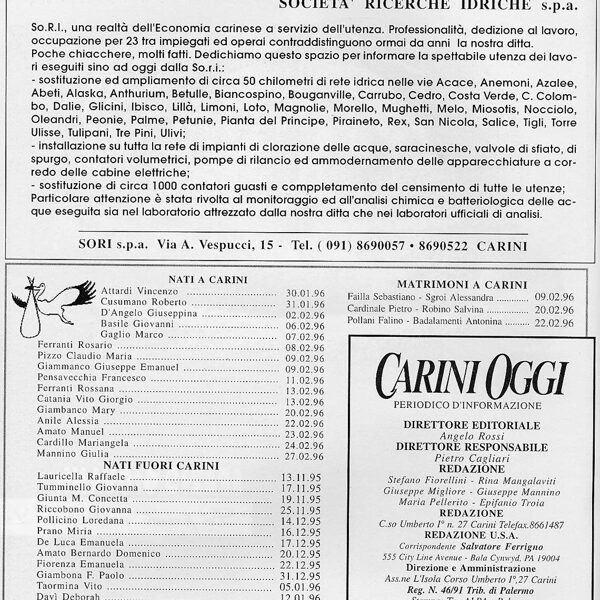 SOCIETA' RICERCHE IDRICHE s.p.a.
So.R.I., una realtà dell'Economia carinese a servizio dell'utenza. Professionalità, dedizione al lavoro,
occupazione per 23 tra impiegati ed operai contraddistinguono ormai da anni la nostra ditta.
Poche chiacchere, molti fatti. Dedichiamo questo spazio per informare la spettabile utenza dei lavo-
ri eseguiti sino ad oggi dalla So.r.i.:
- sostituzione ed ampliamento di circa 50 chilometri di rete idrica nelle vie Acace, Anemoni, Azalee,
Abeti, Alaska, Anthurium, Betulle, Biancospino, Bouganville, Carrubo, Cedro, Costa Verde, C. Colom-
bo, Dalie, Glicini, Ibisco, Lillà, Limoni, Loto, Magnolie, Morello, Mughetti, Melo, Miosotis, Nocciolo,
Oleandri, Peonie, Palme, Petunie, Pianta del Principe, Piraineto, Rex, San Nicola, Salice, Tigli, Torre
Ulisse, Tulipani, Tre Pini, Ulivi;
- installazione su tutta la rete di impianti di clorazione delle acque, saracinesche, valvole di sfiato, di
spurgo, contatori volumetrici, pompe di rilancio ed ammodernamento delle apparecchiature a cor-
redo delle cabine elettriche;
- sostituzione di circa 1000 contatori guasti e comppletamento del censimento di tutte le utenze;
Particolare attenzione è stata rivolta al monitoraggio ed all'analisi chimica e batteriologica delle ac-
que eseguita sia nel laboratorio attrezzato dalla nostra ditta che nei laboratori ufficiali di analisi.
SORI s.p.a. Via A. Vespucci, 15 - Tel. ( 091) 8690057 • 8690522 CARINI
NATI A CARINI
Attardi Vincenzo 30.01.96
Cusumano Roberto 31.01.96
D'Angelo Giuseppina 02.02.96
Basile Giovanni 06.02.96
Gaglio Marco 07.02.96
Ferranti Rosario 08.02.96
Pizzo Claudio Maria 09.02.96
Giammanco Giuseppe Emanuel 09.02.96
Pensavecchia Francesco 11.02.96
Ferranti Rossana 13.02.96
Catania Vito Giorgio 13.02.96
Giambanco Mary 20.02.96
Anile Alessia 22.02.96
Amato Manuel 23.02.96
Cardillo Mariangela 24.02.96
Mannino Giulia 27.02.96
NATI FUORI CARINI
Lauricella Raffaele 13.11.95
Tumminello Giovanna 17.11.95
Giunta M. Concetta 19.11.95
Riccobono Giovanna 25.11.95
Pollicino Loredana 14.12.95
Prano Miria 16.12.95
De Luca Emanuela 17.12.95
Amato Bernardo Domenico 20.12.95
Fiorenza Emanuela 22.12.95
Giambona F. Paolo 31.12.95
Taormina Vito 05.01.96
Davì Deborah 12.01.96
MATRIMONI A CARINI
Failla Sebastiano - Sgroi Alessandra 09.02.96
Cardinale Pietro - Robino Salvina 20.02.96
Pollani Falino - Badalamenti Antonina 22.02.96
CARINI OGGI
PERIODICO D'INFORMAZIONE
DIRETTORE EDITORIALE
Angelo Rossi
DIRETTORE RESPONSABILE
Pietro Cagliari
REDAZIONE
Stefano Fiorellini - Rina Mangalaviti
Giuseppe Migliore - Giuseppe Mannino
Maria Pellerito - Epifanio Troia
REDAZIONE
C.so Umberto I° n. 27 Carini Telefax.8661487
REDAZIONE U.S.A.
Corrispondente Salvatore Ferrigno
555 City Line Avenue - Bala Cynwyd, PA 19004
Direzione e Amministrazione
Ass.ne L'Isola Corso Umberto I°,27 Carini
Reg. N. 46/91 Trib. di Palermo